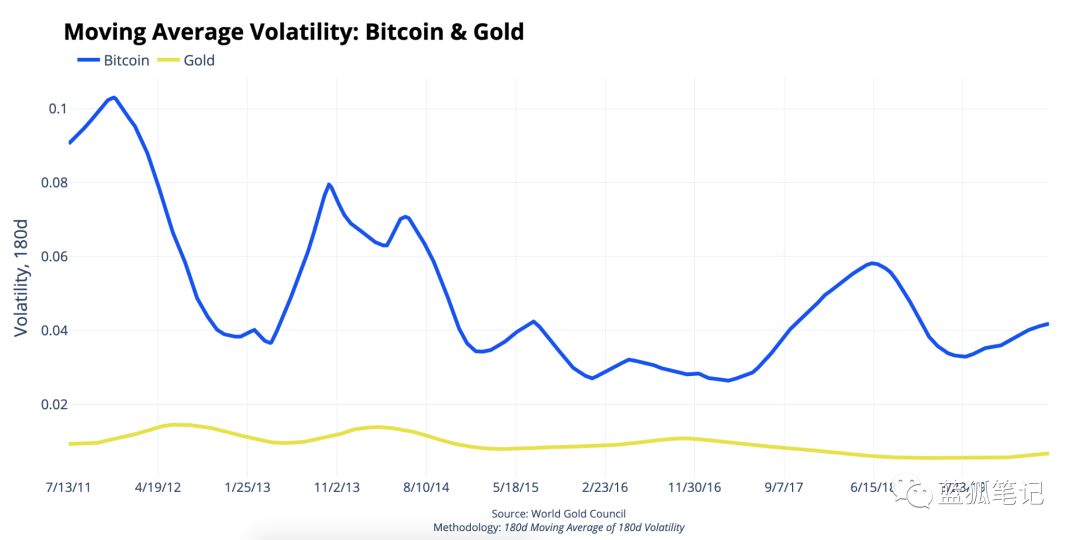 Moving Average Volatility: Bitcoin & Gold
Bitcoin Gold
Volatility, 180d
0.1
0.08
0.06
0.04
0.02
7/13/11 4/19/12 1/25/13 11/2/13 8/10/14 5/18/15 2/23/16 11/30/16 9/7/17 6/15/18
蓝狐笔记
Source: World Gold Council
Methodology: 180d Moving Average of 180d Volatility